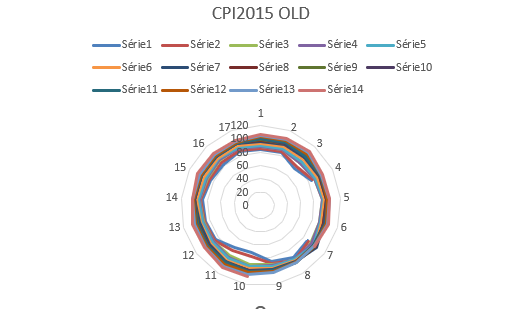 CPI2015 OLD
Série1 Série2 Série3 Série4 Série5
Série6 Série7 Série8 Série9 Série10
Série11 Série12 Série13 Série14
1
17 120 2
16 100 3
80
15 60 4
40
20
14 0 5
13 6
12 7
11 8
10 9